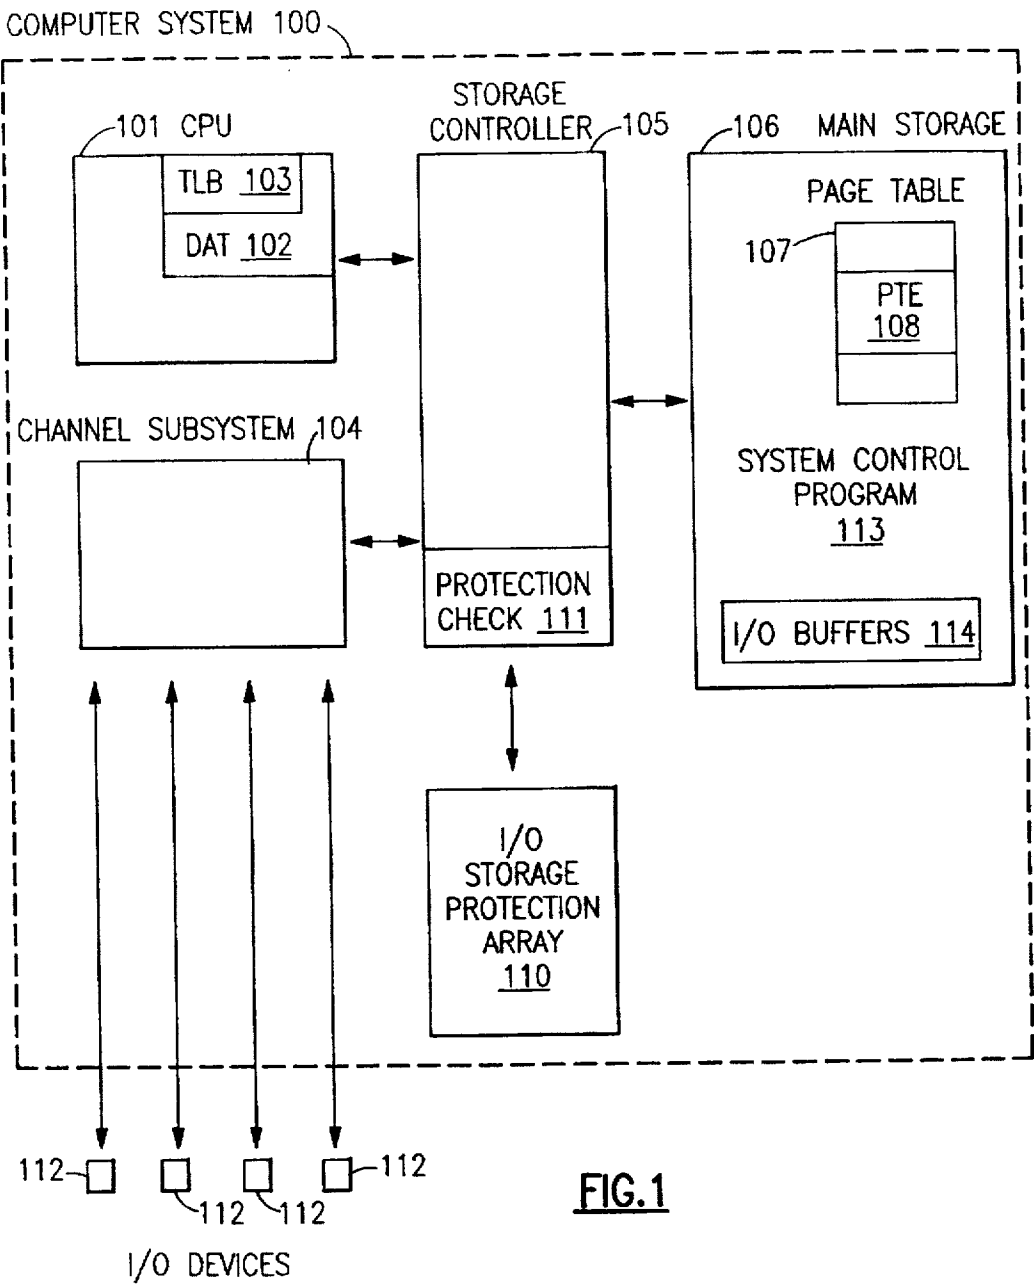 COMPUTER SYSTEM 100
101 CPU
TLB 103
DAT 102
STORAGE
CONTROLLER 105
106 MAIN STORAGE
PAGE TABLE
107
PTE
108
CHANNEL SUBSYSTEM 104
SYSTEM CONTROL
PROGRAM
113
PROTECTION
CHECK 111
I/O BUFFERS 114
I/O
STORAGE
PROTECTION
ARRAY
110
112
112
112
112
I/O DEVICES
FIG.1